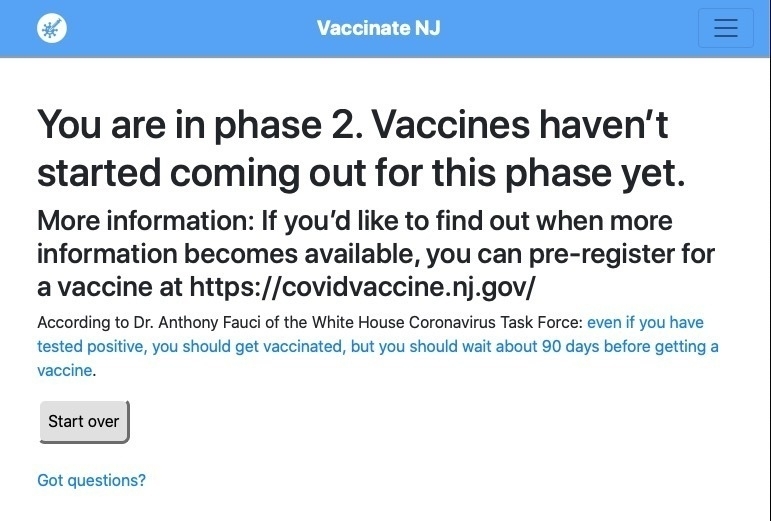 Vaccinate NJ
You are in phase 2. Vaccines haven’t
started coming out for this phase yet.
More information: If you’d like to find out when more
information becomes available, you can pre-register for
a vaccine at https://covidvaccine.nj.gov/
According to Dr. Anthony Fauci of the White House Coronavirus Task Force: even if you have
tested positive, you should get vaccinated, but you should wait about 90 days before getting a
vaccine.
Start over
Got questions?